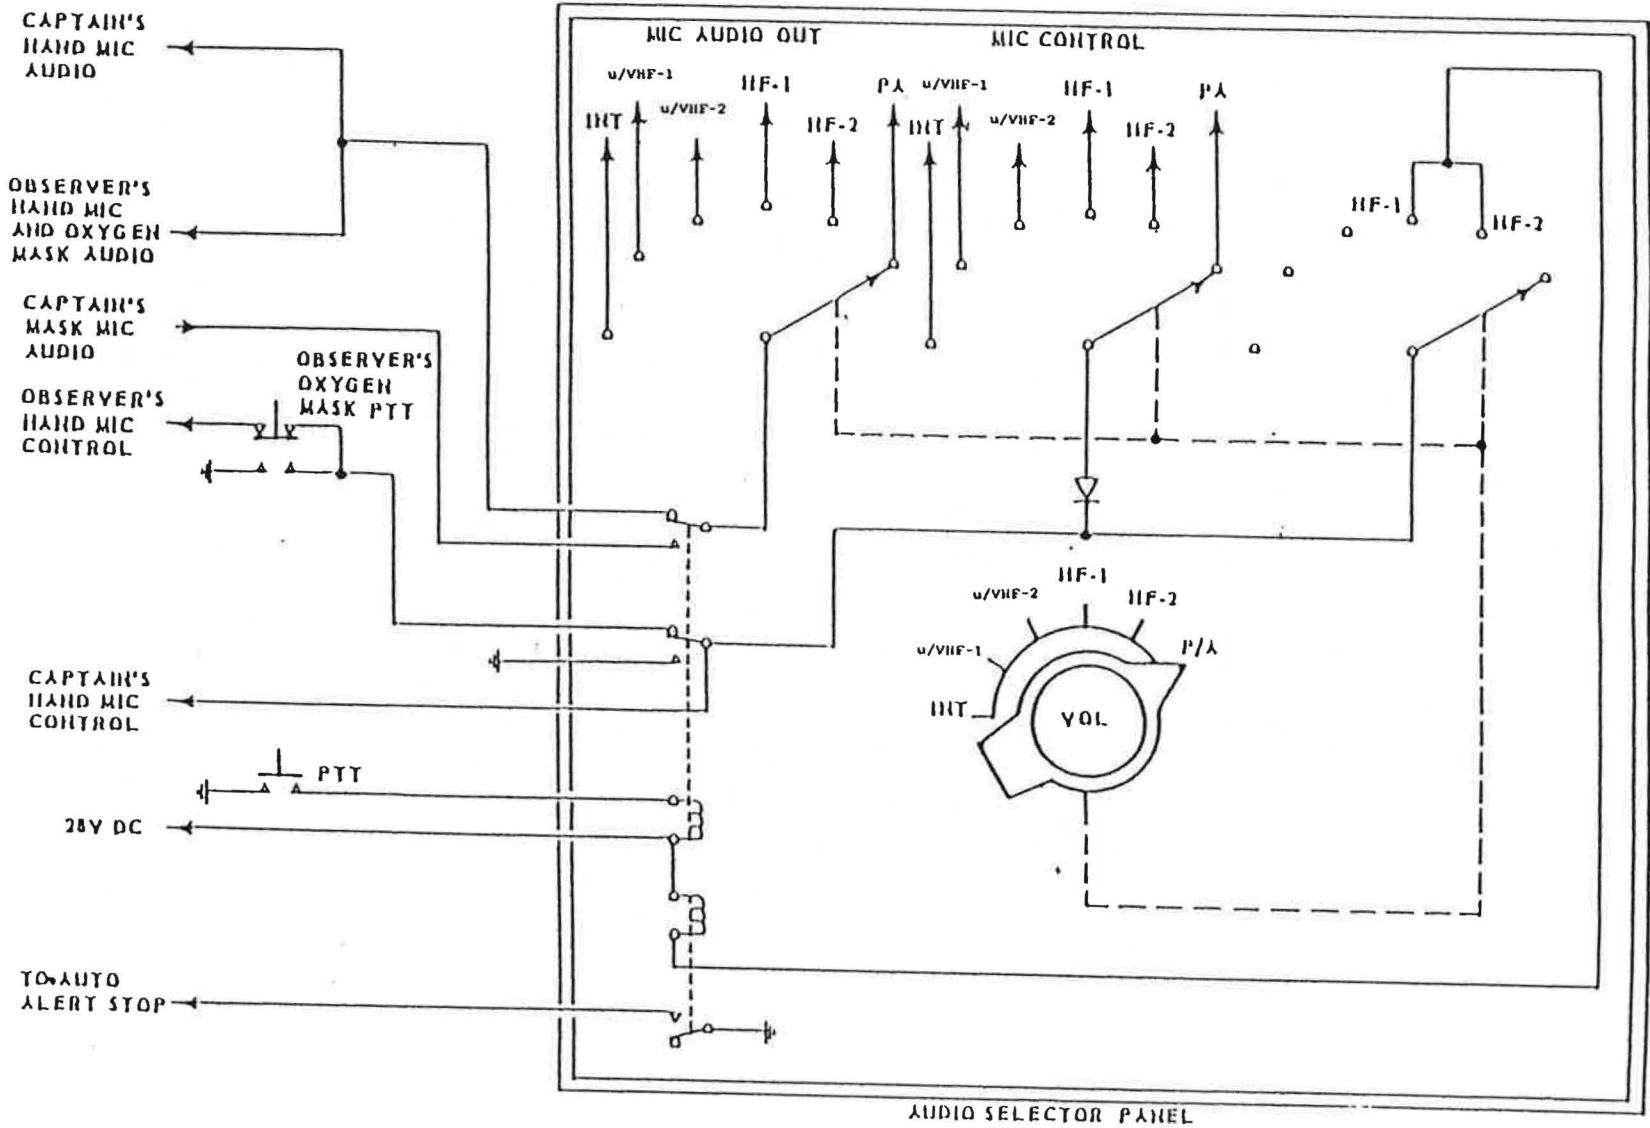 CAPTAIN'S
HAND MIC
AUDIO
OBSERVER'S
HAND MIC
AND OXYGEN
MASK AUDIO
CAPTAIN'S
MASK MIC
AUDIO
OBSERVER'S
OXYGEN
MASK PTT
OBSERVER'S
HAND MIC
CONTROL
CAPTAIN'S
HAND MIC
CONTROL
PTT
28V DC
TO AUTO
ALERT STOP
MIC AUDIO OUT
INT
u/VHF-1
u/VHF-2
HF-1
HF-2
PA
MIC CONTROL
INT
u/VHF-1
u/VHF-2
HF-1
HF-2
PA
HF-1
HF-2
INT
u/VHF-1
u/VHF-2
HF-1
HF-2
P/A
VOL
AUDIO SELECTOR PANEL